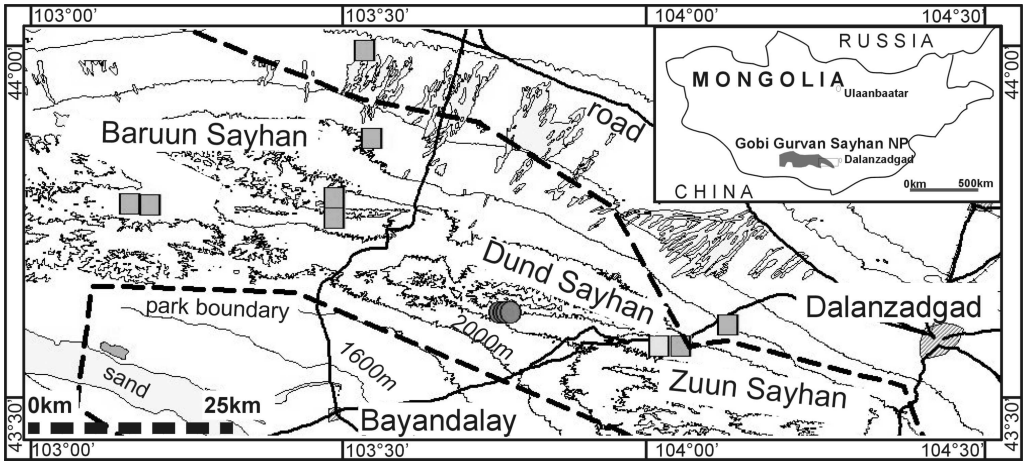 103°00'
103°30'
104°00'
104°30'
44°00'
44°00'
RUSSIA
MONGOLIA
Ulaanbaatar
Gobi Gurvan Sayhan NP
Dalanzadgad
CHINA
0km 500km
road
Baruun Sayhan
Dund Sayhan
Dalanzadgad
park boundary
2000m
1600m
sand
Zuun Sayhan
0km 25km
Bayandalay
43°30'
43°30'
103°00'
103°30'
104°00'
104°30'